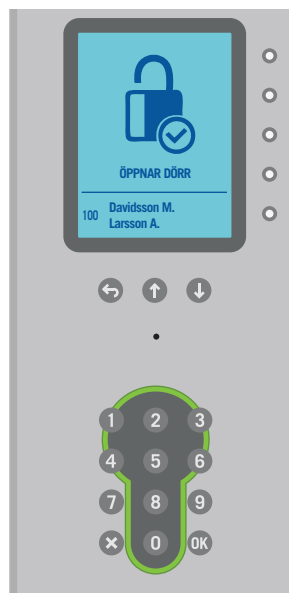 ÖPPNAR DÖRR
100 Davidsson M.
Larsson A.
1 2 3
4 5 6
7 8 9
0 OK